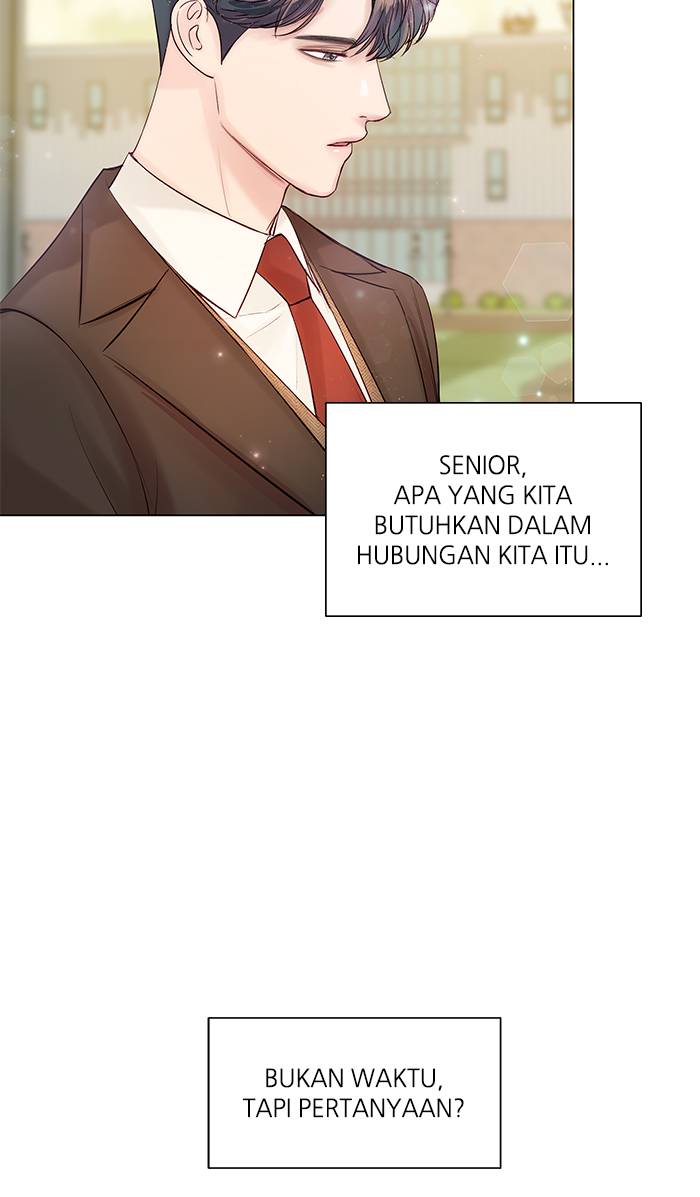 SENIOR,
APA YANG KITA
BUTUHKAN DALAM
HUBUNGAN KITA ITU...
BUKAN WAKTU,
TAPI PERTANYAAN?